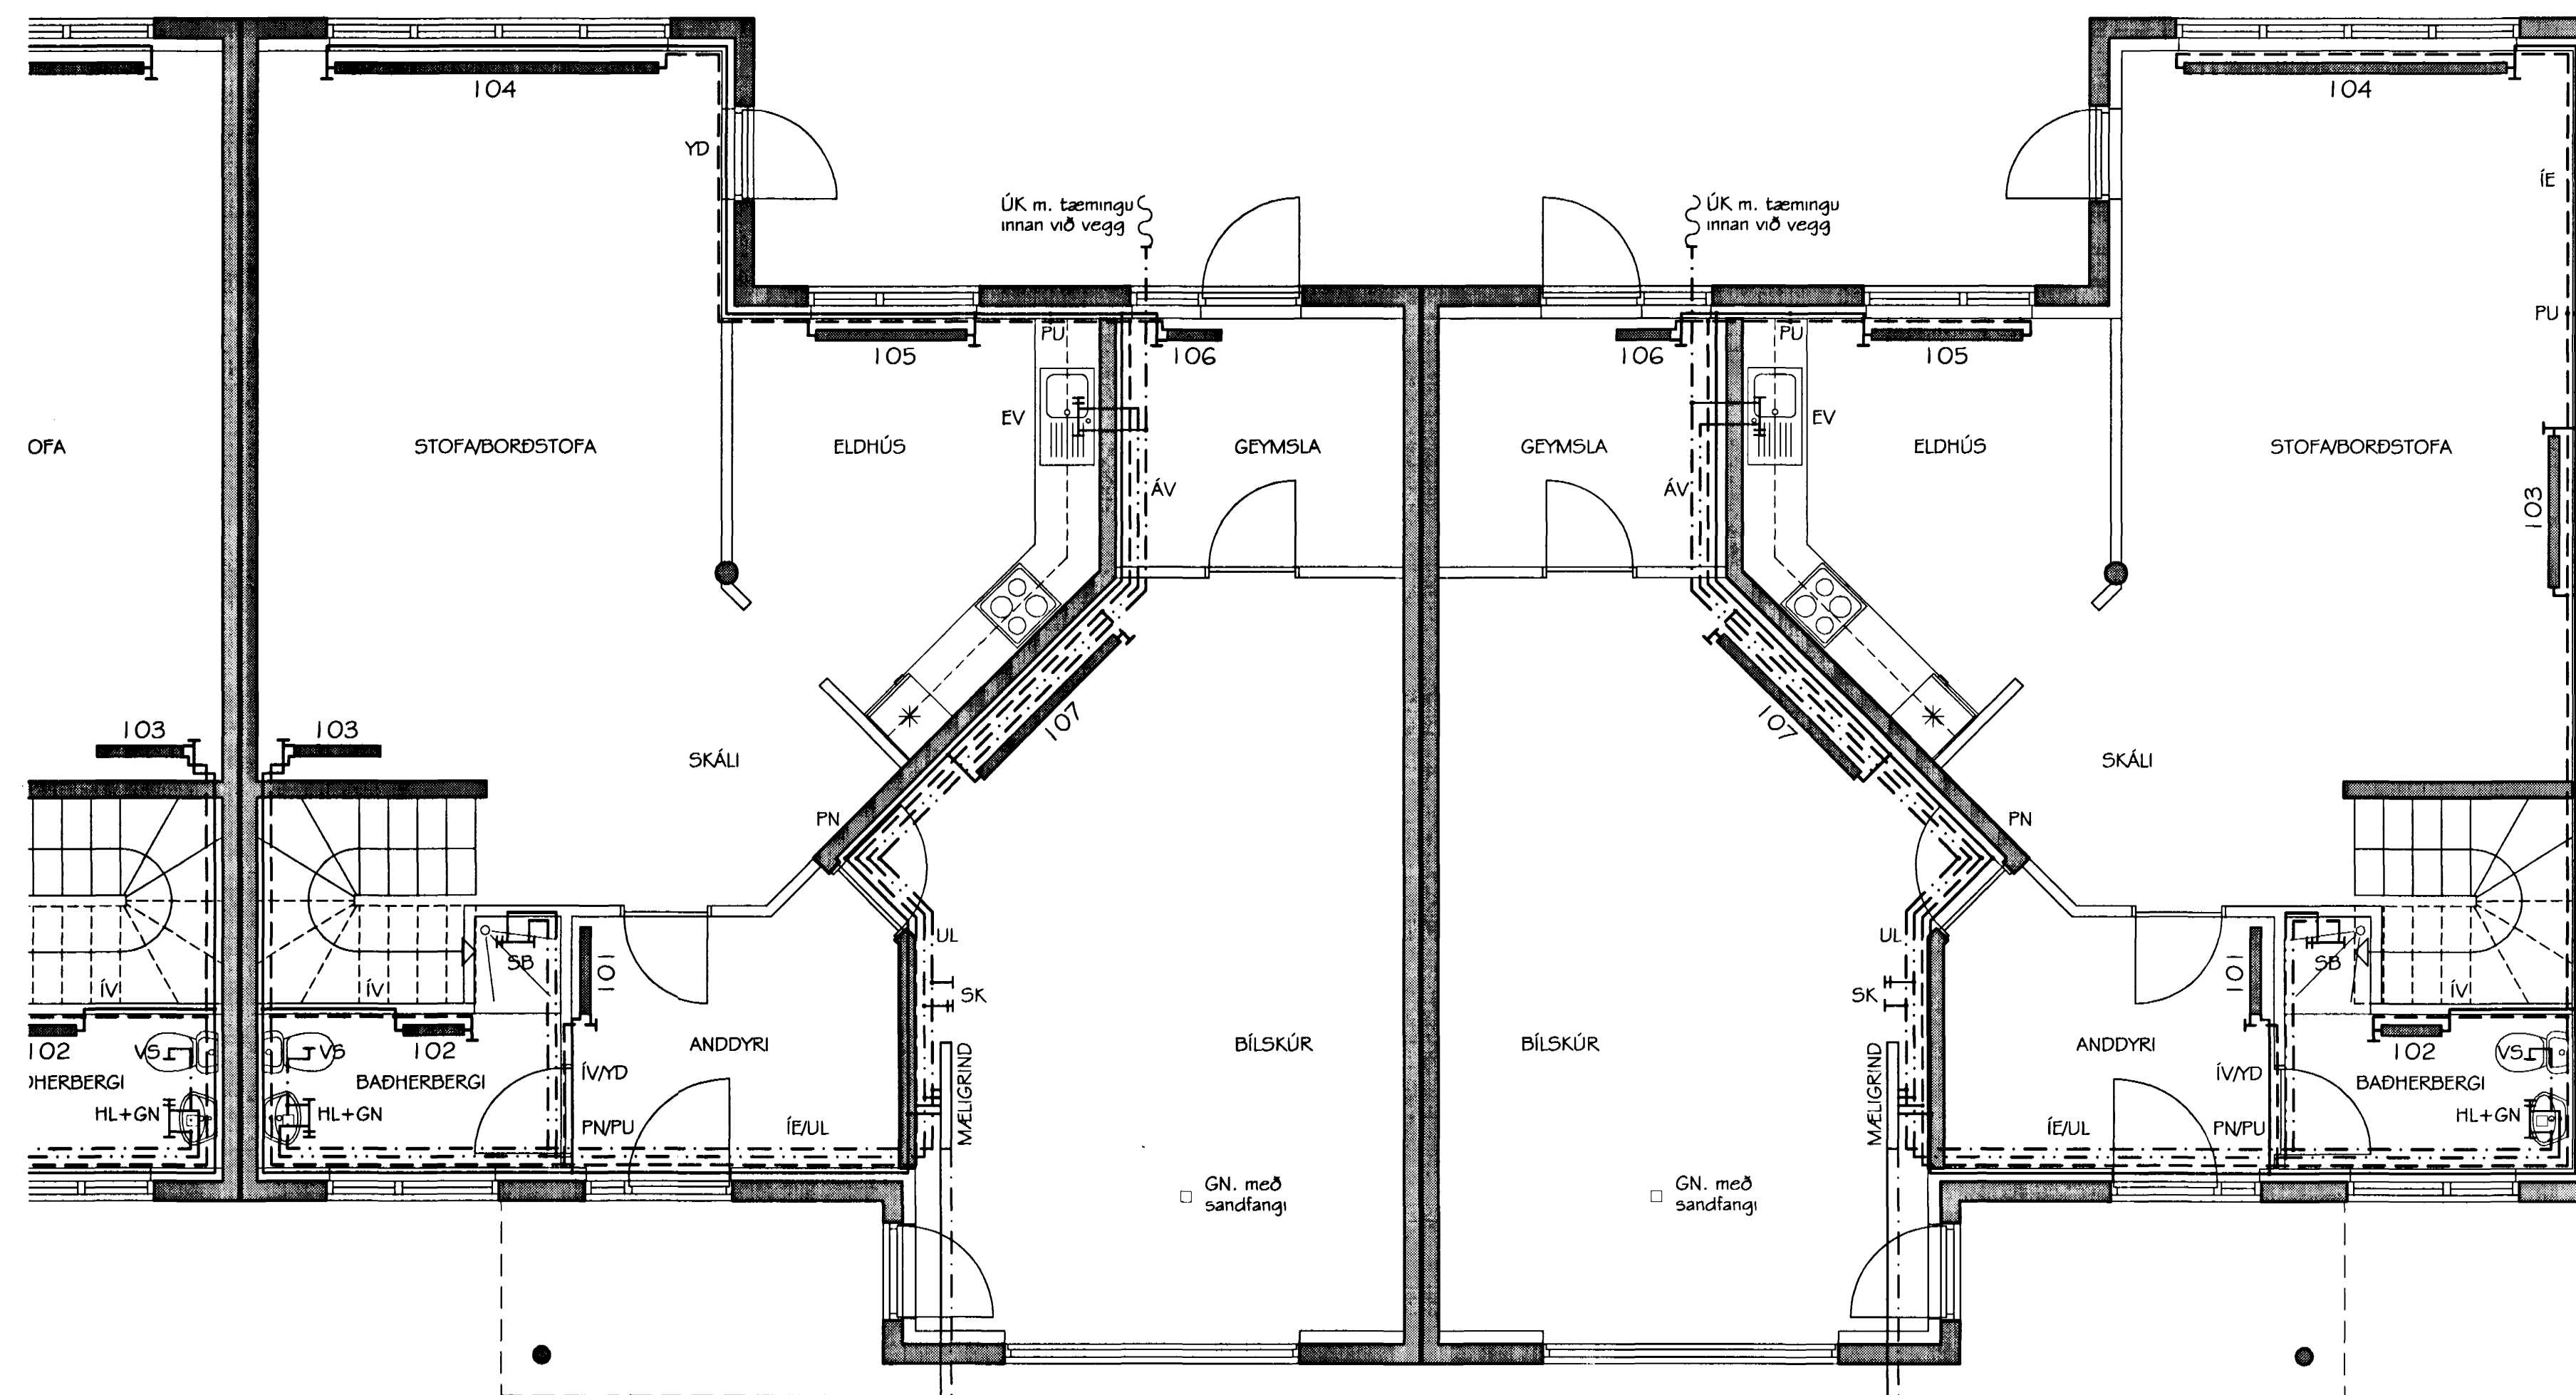 104
104
YD
ÍE
ÚK m. tæmingu
innan við vegg
ÚK m. tæmingu
innan við vegg
PU
PU
PU
105
106
106
105
EV
EV
OFA
STOFA/BORÐSTOFA
ELDHÚS
GEYMSLA
GEYMSLA
ELDHÚS
STOFA/BORÐSTOFA
ÁV
ÁV
103
107
107
103
103
SKÁLI
SKÁLI
PN
PN
UL
UL
SB
SB
101
101
ÍV
ÍV
ÍV
SK
SK
102
VS
VS
102
ANDDYRI
BÍLSKÚR
BÍLSKÚR
ANDDYRI
102
VS
ÍV/YD
ÍV/YD
ÐHERBERGI
BAÐHERBERGI
BAÐHERBERGI
MÆLIGRIND
MÆLIGRIND
HL+GN
HL+GN
HL+GN
PN/PU
ÍE/UL
ÍE/UL
PN/PU
GN. með
sandfangi
GN. með
sandfangi